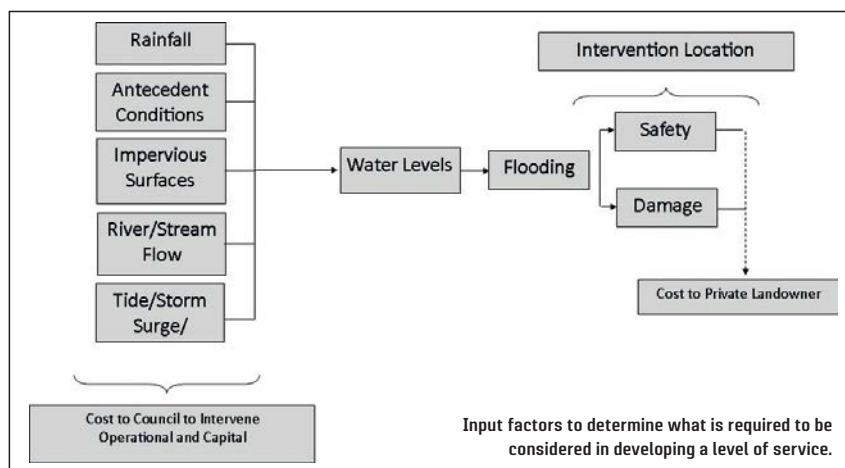 Rainfall
Antecedent
Conditions
Impervious
Surfaces
River/Stream
Flow
Tide/Storm
Surge/
Cost to Council to Intervene
Operational and Capital
Water Levels
Flooding
Intervention Location
Safety
Damage
Cost to Private Landowner
Input factors to determine what is required to be
considered in developing a level of service.